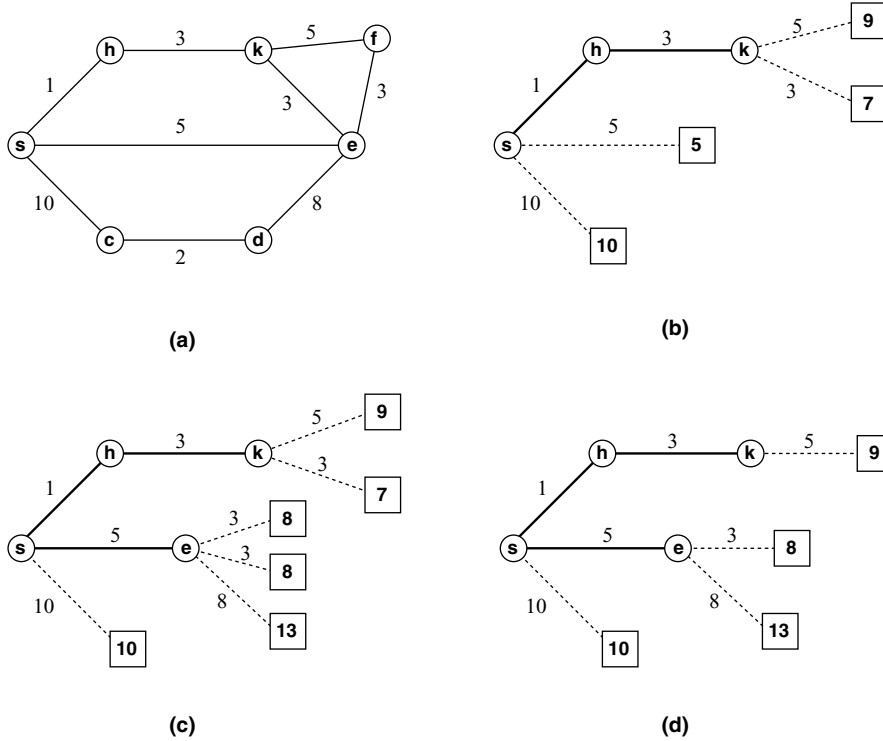 h 3 k 5 f
1 3 3
s 5 e
10 8
c 2 d
(a)
h 3 k 5 9
1 3 7
s 5 5
10
10
(b)
h 3 k 5 9
1 3 7
s 5 e 3 8
3 8
10 8
10 13
(c)
h 3 k 5 9
1
s 5 e 3 8
10 8
10 13
(d)